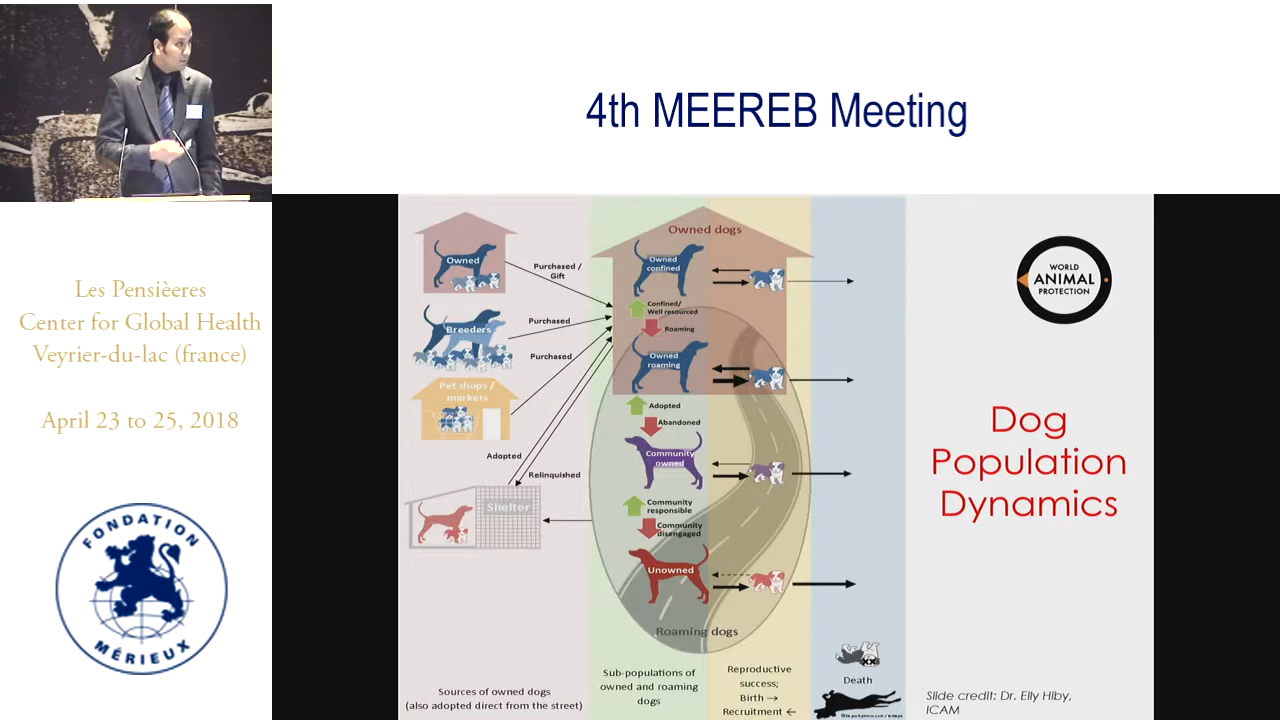 4th MEEREB Meeting
Les Pensièeres
Center for Global Health
Veyrier-du-lac (france)
April 23 to 25, 2018
FONDATION
MÉRIEUX
Owned
Breeders
Pet shops /
markets
Shelter
Purchased /
Gift
Purchased
Purchased
Adopted
Relinquished
Sources of owned dogs
(also adopted direct from the street)
Owned dogs
Owned
confined
Confined/
Well resourced
Roaming
Owned
roaming
Adopted
Abandoned
Community
owned
Community
responsible
Community
disengaged
Unowned
Roaming dogs
Sub-populations of
owned and roaming
dogs
Reproductive
success;
Birth →
Recruitment ←
Death
WORLD
ANIMAL
PROTECTION
Dog
Population
Dynamics
Slide credit: Dr. Elly Hiby,
ICAM